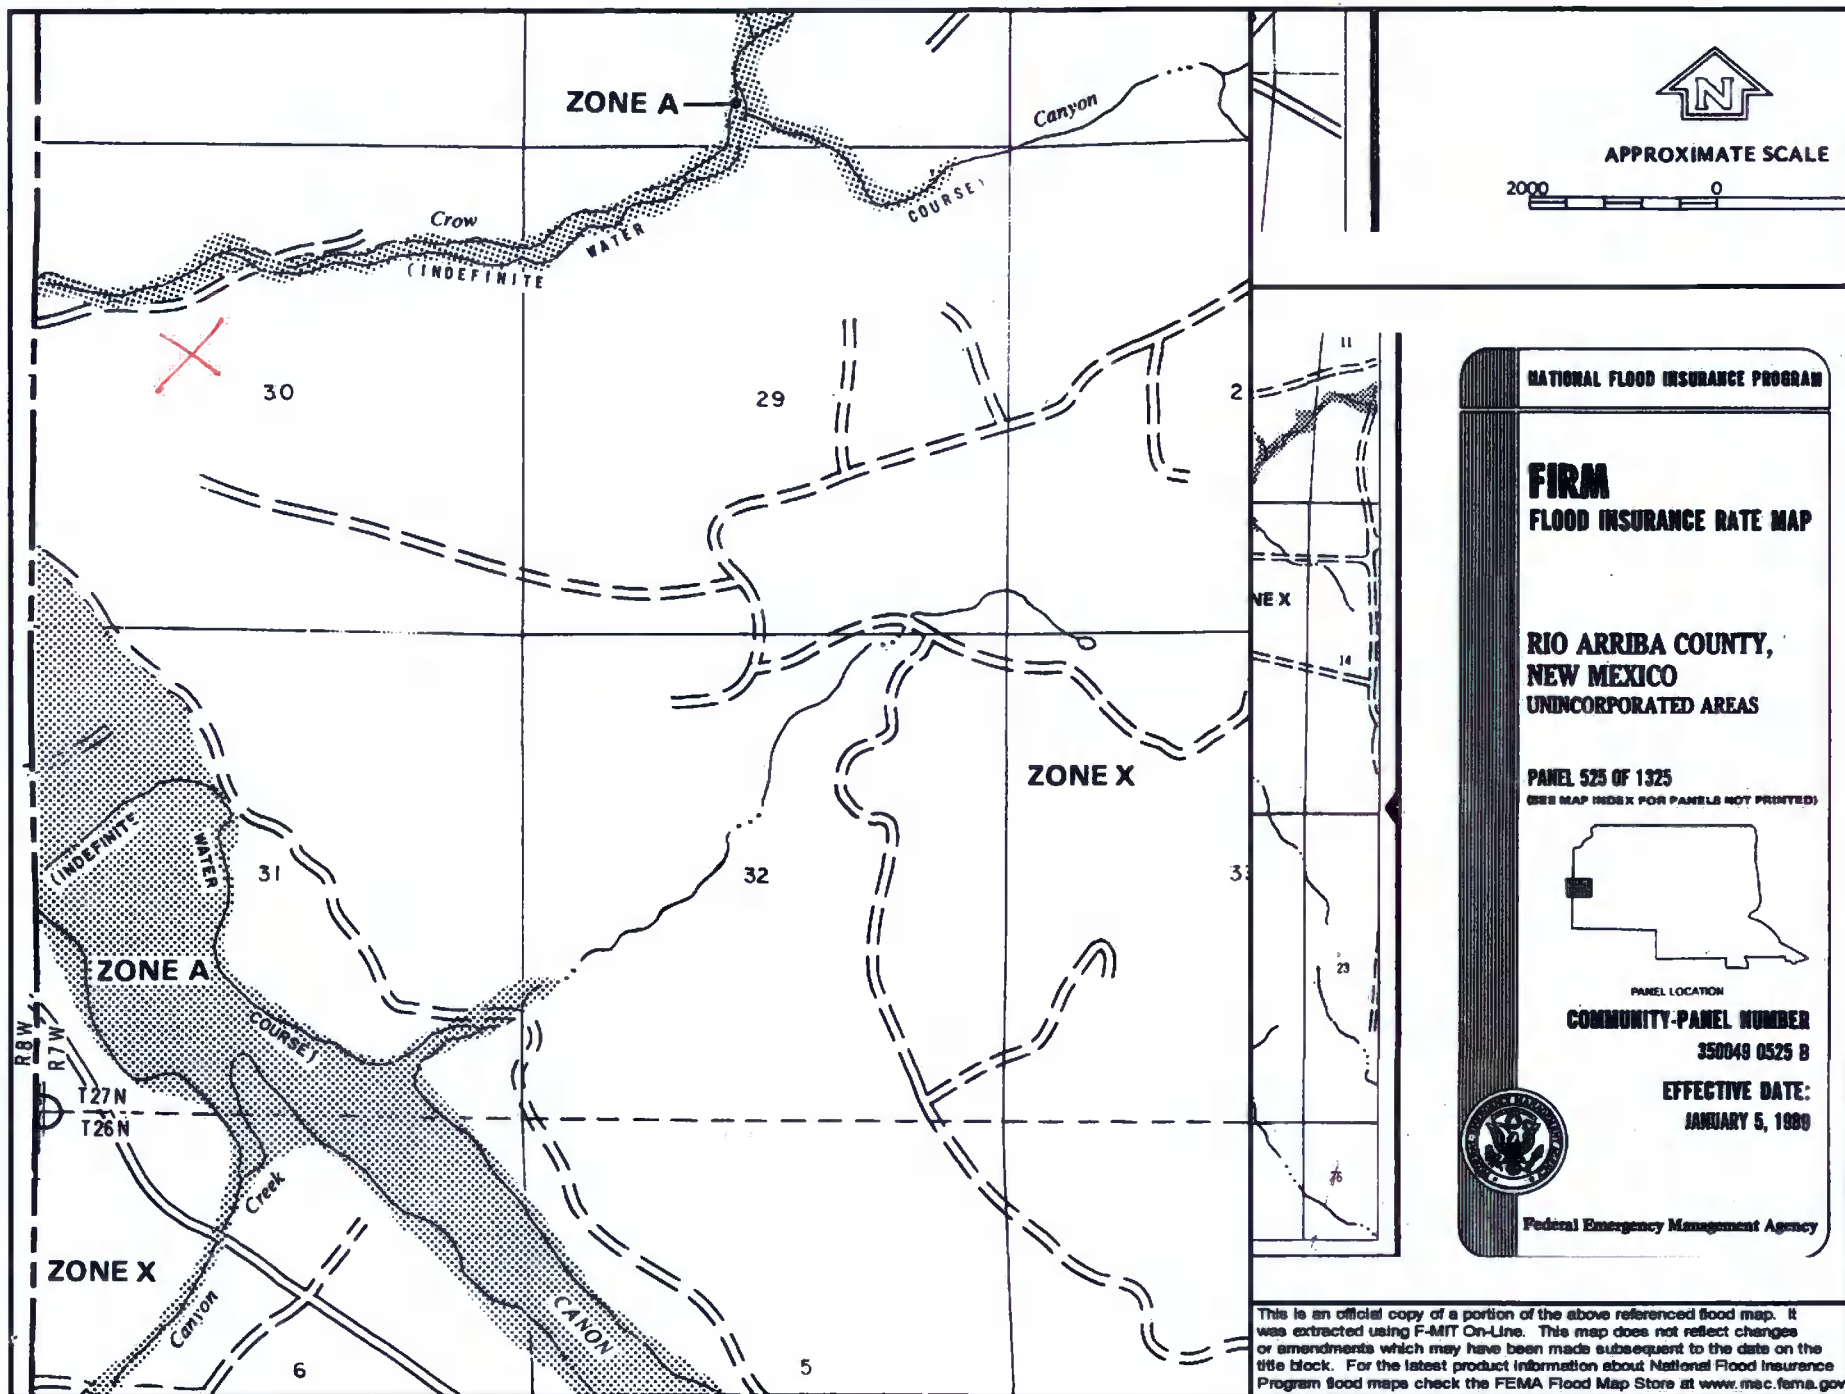 ZONE A
Canyon
Crow
(INDEFINITE
WATER
COURSE)
30
29
2
ZONE X
(INDEFINITE
WATER
31
32
3
ZONE A
COURSE)
R8W
R7W
T27N
T26N
Creek
ZONE X
Canyon
CANON
6
5
11
NE X
14
23
26
N
APPROXIMATE SCALE
2000
0
NATIONAL FLOOD INSURANCE PROGRAM
FIRM
FLOOD INSURANCE RATE MAP
RIO ARRIBA COUNTY,
NEW MEXICO
UNINCORPORATED AREAS
PANEL 525 OF 1325
(SEE MAP INDEX FOR PANELS NOT PRINTED)
PANEL LOCATION
COMMUNITY-PANEL NUMBER
350049 0525 B
EFFECTIVE DATE:
JANUARY 5, 1989
Federal Emergency Management Agency
This is an official copy of a portion of the above referenced flood map. It
was extracted using F-MIT On-Line. This map does not reflect changes
or amendments which may have been made subsequent to the date on the
title block. For the latest product information about National Flood Insurance
Program flood maps check the FEMA Flood Map Store at www.msc.fema.gov